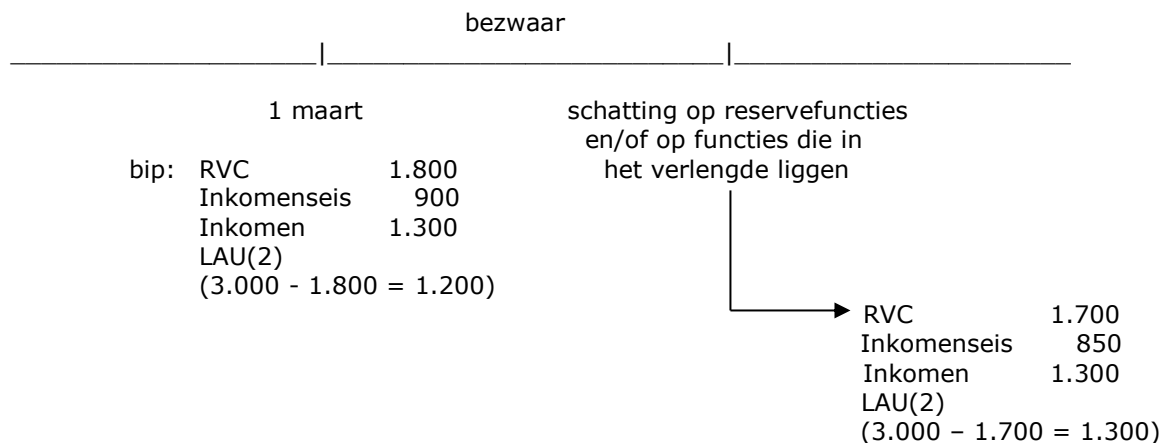 bezwaar
1 maart
schatting op reservefuncties
en/of op functies die in
het verlengde liggen
bip: RVC 1.800
Inkomenseis 900
Inkomen 1.300
LAU(2)
(3.000 - 1.800 = 1.200)
RVC 1.700
Inkomenseis 850
Inkomen 1.300
LAU(2)
(3.000 – 1.700 = 1.300)